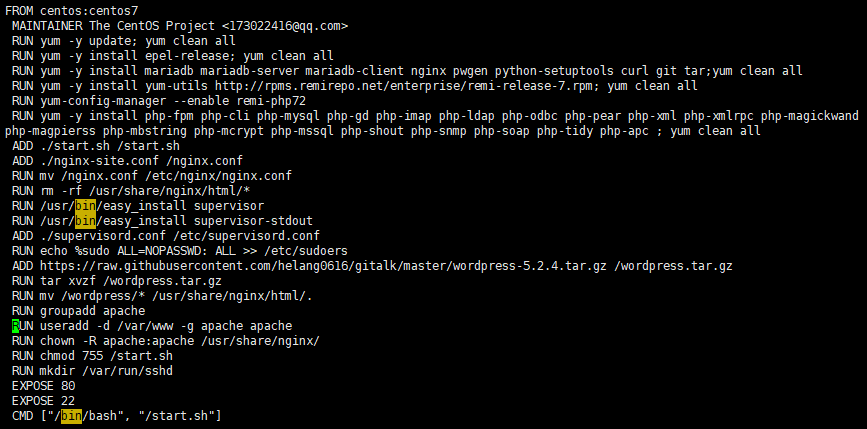 FROM centos:centos7
MAINTAINER The CentOS Project <173022416@qq.com>
RUN yum -y update; yum clean all
RUN yum -y install epel-release; yum clean all
RUN yum -y install mariadb mariadb-server mariadb-client nginx pwgen python-setuptools curl git tar;yum clean all
RUN yum -y install yum-utils http://rpms.remirepo.net/enterprise/remi-release-7.rpm; yum clean all
RUN yum-config-manager --enable remi-php72
RUN yum -y install php-fpm php-cli php-mysql php-gd php-imap php-ldap php-odbc php-pear php-xml php-xmlrpc php-magickwand
php-magpierss php-mbstring php-mcrypt php-mssql php-shout php-snmp php-soap php-tidy php-apc ; yum clean all
ADD ./start.sh /start.sh
ADD ./nginx-site.conf /nginx.conf
RUN mv /nginx.conf /etc/nginx/nginx.conf
RUN rm -rf /usr/share/nginx/html/*
RUN /usr/bin/easy_install supervisor
RUN /usr/bin/easy_install supervisor-stdout
ADD ./supervisord.conf /etc/supervisord.conf
RUN echo %sudo ALL=NOPASSWD: ALL >> /etc/sudoers
ADD https://raw.githubusercontent.com/helang0616/gitalk/master/wordpress-5.2.4.tar.gz /wordpress.tar.gz
RUN tar xvzf /wordpress.tar.gz
RUN mv /wordpress/* /usr/share/nginx/html/.
RUN groupadd apache
RUN useradd -d /var/www -g apache apache
RUN chown -R apache:apache /usr/share/nginx/
RUN chmod 755 /start.sh
RUN mkdir /var/run/sshd
EXPOSE 80
EXPOSE 22
CMD ["/bin/bash", "/start.sh"]